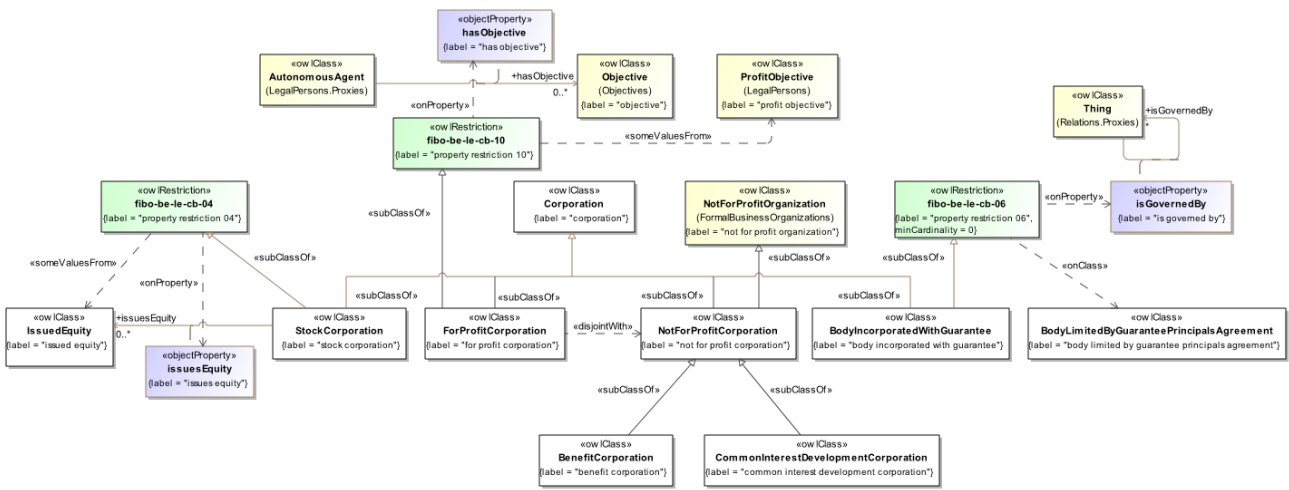 «objectProperty»
hasObjective
{label = "has objective"}
«owlClass»
AutonomousAgent
(LegalPersons.Proxies)
+hasObjective
0..*
«owlClass»
Objective
(Objectives)
{label = "objective"}
«owlClass»
ProfitObjective
(LegalPersons)
{label = "profit objective"}
«owlClass»
Thing
(Relations.Proxies)
+isGovernedBy
*
«onProperty»
«owlRestriction»
fibo-be-le-cb-10
{label = "property restriction 10"}
«someValuesFrom»
«owlRestriction»
fibo-be-le-cb-04
{label = "property restriction 04"}
«subClassOf»
«owlClass»
Corporation
{label = "corporation"}
«owlClass»
NotForProfitOrganization
(FormalBusinessOrganizations)
{label = "not for profit organization"}
«owlRestriction»
fibo-be-le-cb-06
{label = "property restriction 06",
minCardinality = 0}
«onProperty»
«objectProperty»
isGovernedBy
{label = "is governed by"}
«someValuesFrom»
«onProperty»
«subClassOf»
«subClassOf»
«subClassOf»
«onClass»
«subClassOf»
«subClassOf»
«subClassOf»
«subClassOf»
«owlClass»
IssuedEquity
{label = "issued equity"}
+issuesEquity
0..*
«objectProperty»
issuesEquity
{label = "issues equity"}
«owlClass»
StockCorporation
{label = "stock corporation"}
«owlClass»
ForProfitCorporation
{label = "for profit corporation"}
«disjointWith»
«owlClass»
NotForProfitCorporation
{label = "not for profit corporation"}
«owlClass»
BodyIncorporatedWithGuarantee
{label = "body incorporated with guarantee"}
«owlClass»
BodyLimitedByGuaranteePrincipalsAgreement
{label = "body limited by guarantee principals agreement"}
«subClassOf»
«subClassOf»
«owlClass»
BenefitCorporation
{label = "benefit corporation"}
«owlClass»
CommonInterestDevelopmentCorporation
{label = "common interest development corporation"}